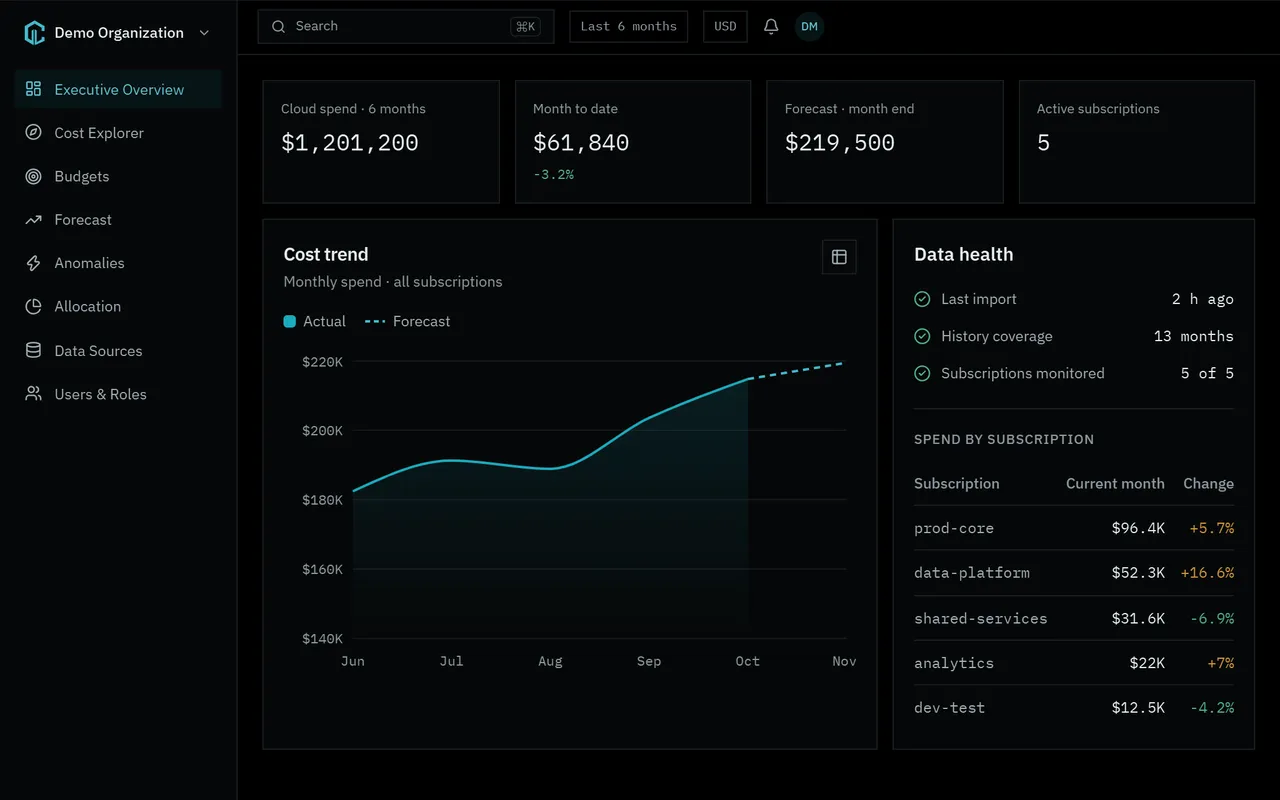 Demo Organization
Search ⌘K
Last 6 months
USD
DM
Executive Overview
Cost Explorer
Budgets
Forecast
Anomalies
Allocation
Data Sources
Users & Roles
Cloud spend · 6 months
$1,201,200
Month to date
$61,840
-3.2%
Forecast · month end
$219,500
Active subscriptions
5
Cost trend
Monthly spend · all subscriptions
Actual Forecast
$220K
$200K
$180K
$160K
$140K
Jun Jul Aug Sep Oct Nov
Data health
Last import 2 h ago
History coverage 13 months
Subscriptions monitored 5 of 5
SPEND BY SUBSCRIPTION
Subscription Current month Change
prod-core $96.4K +5.7%
data-platform $52.3K +16.6%
shared-services $31.6K -6.9%
analytics $22K +7%
dev-test $12.5K -4.2%